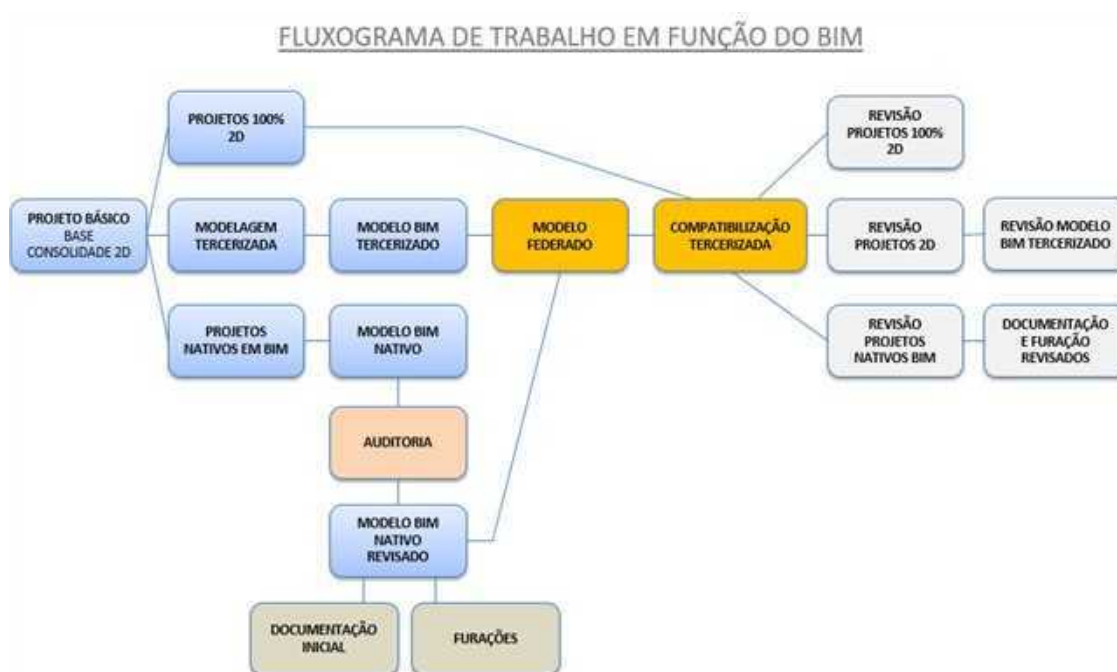 FLUXOGRAMA DE TRABALHO EM FUNÇÃO DO BIM
PROJETOS 100%
2D
REVISÃO
PROJETOS 100%
2D
PROJETO BÁSICO
BASE
CONSOLIDADE 2D
MODELAGEM
TERCERIZADA
MODELO BIM
TERCERIZADO
MODELO
FEDERADO
COMPATIBILIZAÇÃO
TERCERIZADA
REVISÃO
PROJETOS 2D
REVISÃO MODELO
BIM TERCERIZADO
PROJETOS
NATIVOS EM BIM
MODELO BIM
NATIVO
REVISÃO
PROJETOS
NATIVOS BIM
DOCUMENTAÇÃO
E FURAÇÃO
REVISADOS
AUDITORIA
MODELO BIM
NATIVO
REVISADO
DOCUMENTAÇÃO
INICIAL
FURAÇÕES